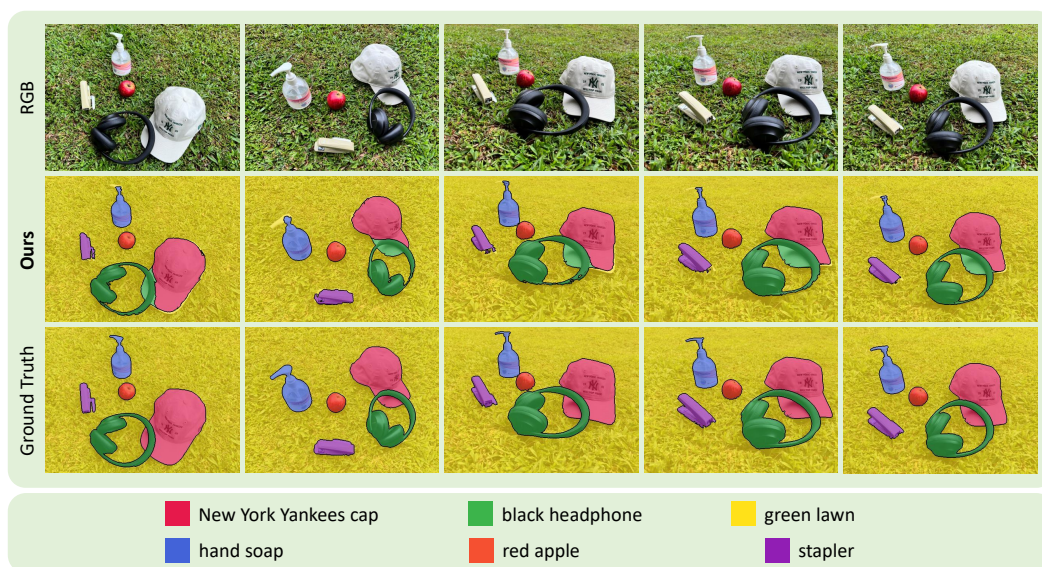 RGB
Ours
Ground Truth
New York Yankees cap
black headphone
green lawn
hand soap
red apple
stapler